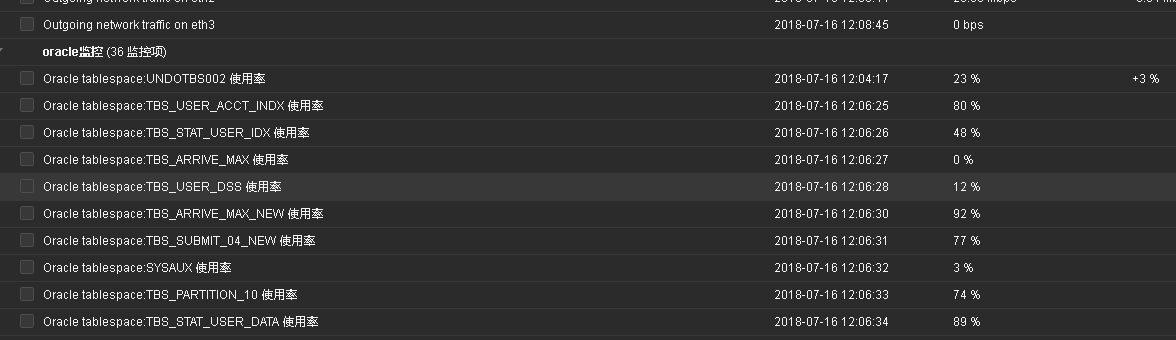 Outgoing network traffic on eth3 2018-07-16 12:08:45 0 bps
oracle监控 (36 监控项)
Oracle tablespace:UNDOTBS002 使用率 2018-07-16 12:04:17 23 % +3 %
Oracle tablespace:TBS_USER_ACCT_INDX 使用率 2018-07-16 12:06:25 80 %
Oracle tablespace:TBS_STAT_USER_IDX 使用率 2018-07-16 12:06:26 48 %
Oracle tablespace:TBS_ARRIVE_MAX 使用率 2018-07-16 12:06:27 0 %
Oracle tablespace:TBS_USER_DSS 使用率 2018-07-16 12:06:28 12 %
Oracle tablespace:TBS_ARRIVE_MAX_NEW 使用率 2018-07-16 12:06:30 92 %
Oracle tablespace:TBS_SUBMIT_04_NEW 使用率 2018-07-16 12:06:31 77 %
Oracle tablespace:SYSAUX 使用率 2018-07-16 12:06:32 3 %
Oracle tablespace:TBS_PARTITION_10 使用率 2018-07-16 12:06:33 74 %
Oracle tablespace:TBS_STAT_USER_DATA 使用率 2018-07-16 12:06:34 89 %